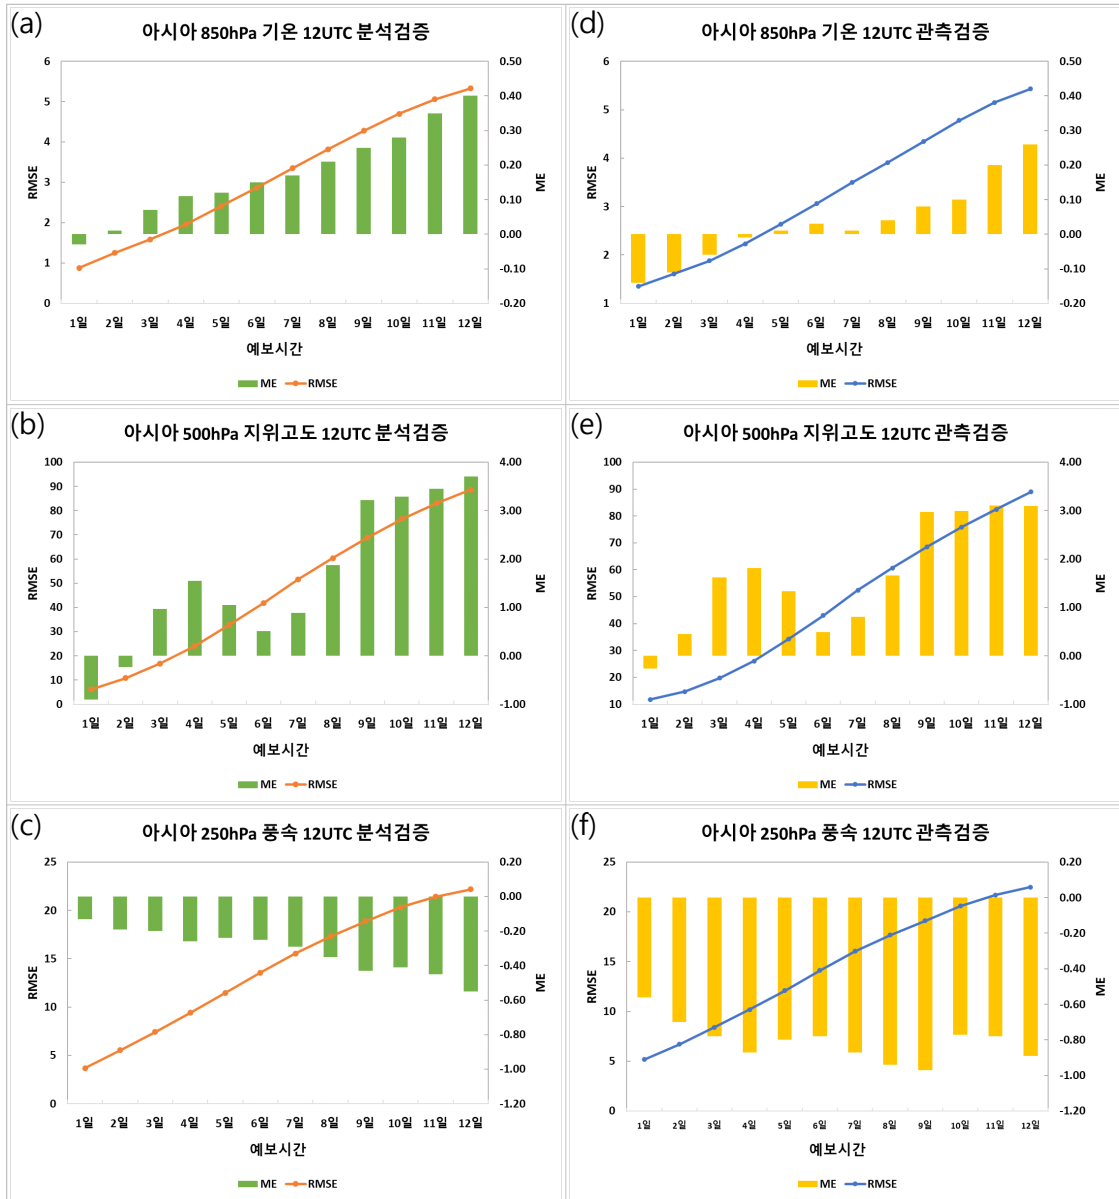 (a)
아시아 850hPa 기온 12UTC 분석검증
RMSE
6
5
4
3
2
1
0
0.50
0.40
0.30
0.20
0.10
0.00
-0.10
-0.20
ME
1일 2일 3일 4일 5일 6일 7일 8일 9일 10일 11일 12일
예보시간
ME RMSE
(d)
아시아 850hPa 기온 12UTC 관측검증
RMSE
6
5
4
3
2
1
0.50
0.40
0.30
0.20
0.10
0.00
-0.10
-0.20
ME
1일 2일 3일 4일 5일 6일 7일 8일 9일 10일 11일 12일
예보시간
ME RMSE
(b)
아시아 500hPa 지위고도 12UTC 분석검증
RMSE
100
90
80
70
60
50
40
30
20
10
0
4.00
3.00
2.00
1.00
0.00
-1.00
ME
1일 2일 3일 4일 5일 6일 7일 8일 9일 10일 11일 12일
예보시간
ME RMSE
(e)
아시아 500hPa 지위고도 12UTC 관측검증
RMSE
100
90
80
70
60
50
40
30
20
10
4.00
3.00
2.00
1.00
0.00
-1.00
ME
1일 2일 3일 4일 5일 6일 7일 8일 9일 10일 11일 12일
예보시간
ME RMSE
(c)
아시아 250hPa 풍속 12UTC 분석검증
RMSE
25
20
15
10
5
0
0.20
0.00
-0.20
-0.40
-0.60
-0.80
-1.00
-1.20
ME
1일 2일 3일 4일 5일 6일 7일 8일 9일 10일 11일 12일
예보시간
ME RMSE
(f)
아시아 250hPa 풍속 12UTC 관측검증
RMSE
25
20
15
10
5
0
0.20
0.00
-0.20
-0.40
-0.60
-0.80
-1.00
-1.20
ME
1일 2일 3일 4일 5일 6일 7일 8일 9일 10일 11일 12일
예보시간
ME RMSE